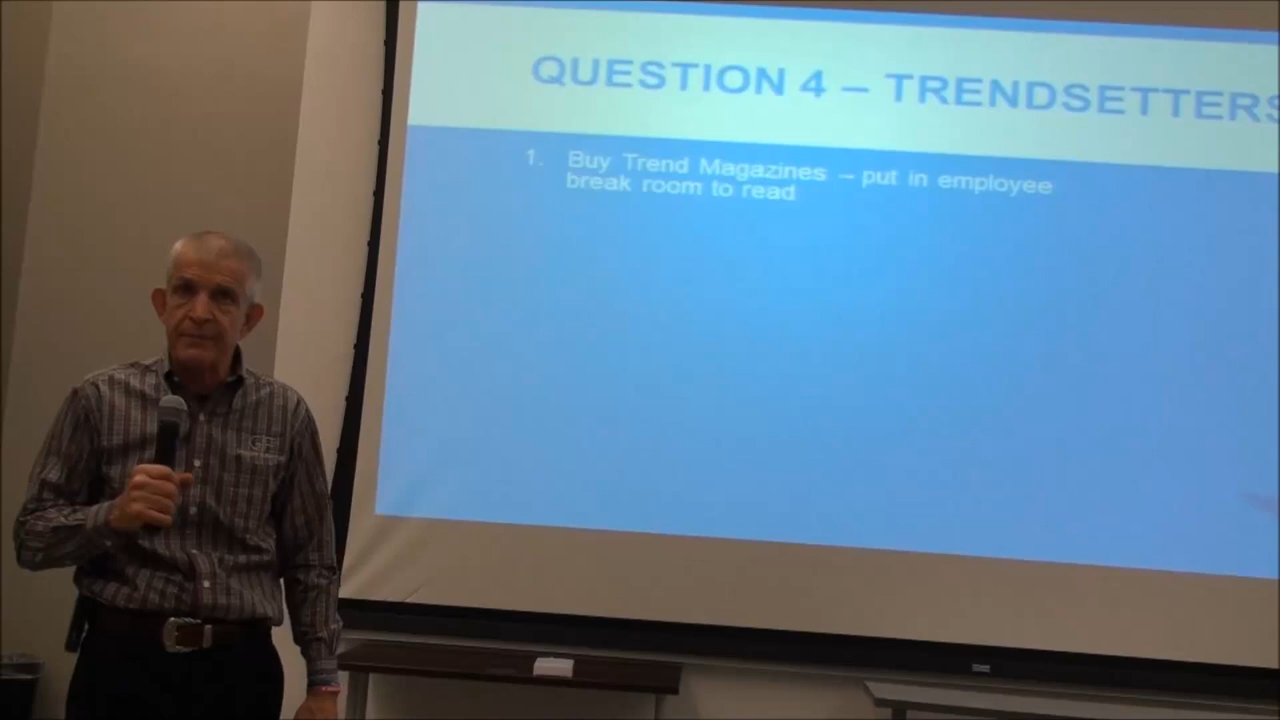 QUESTION 4 – TRENDSETTERS
1. Buy Trend Magazines – put in employee
break room to read